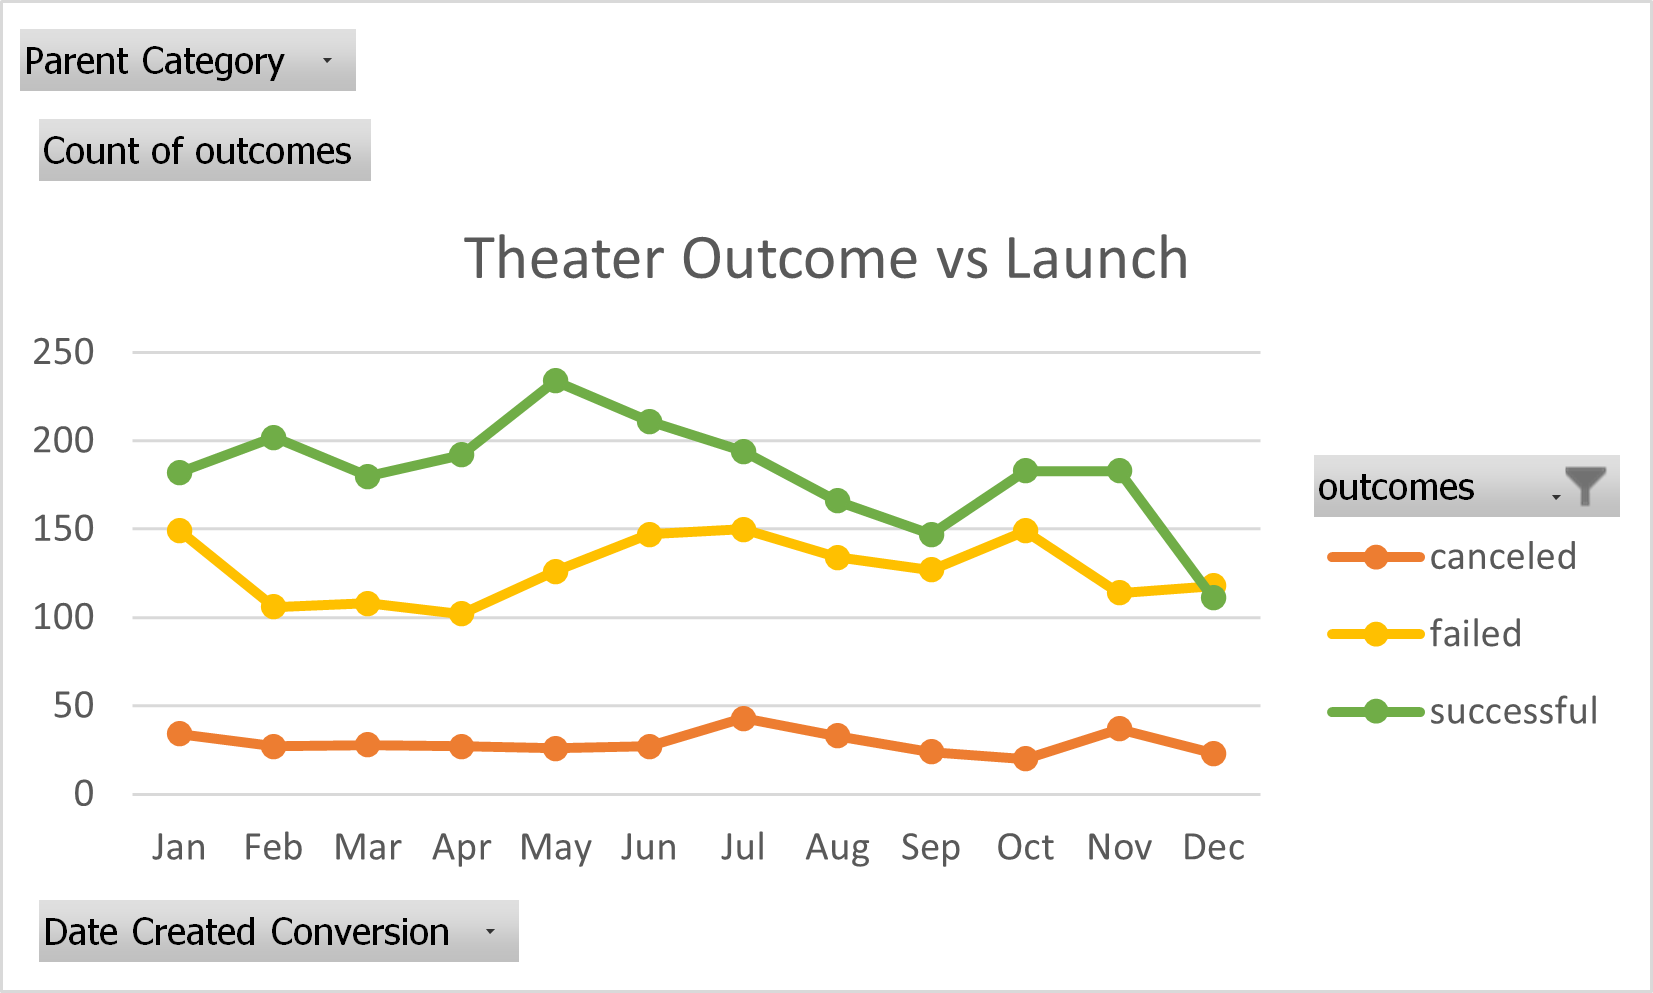 Parent Category
Count of outcomes
Theater Outcome vs Launch
250
200
150
100
50
0
Jan Feb Mar Apr May Jun Jul Aug Sep Oct Nov Dec
outcomes
canceled
failed
successful
Date Created Conversion